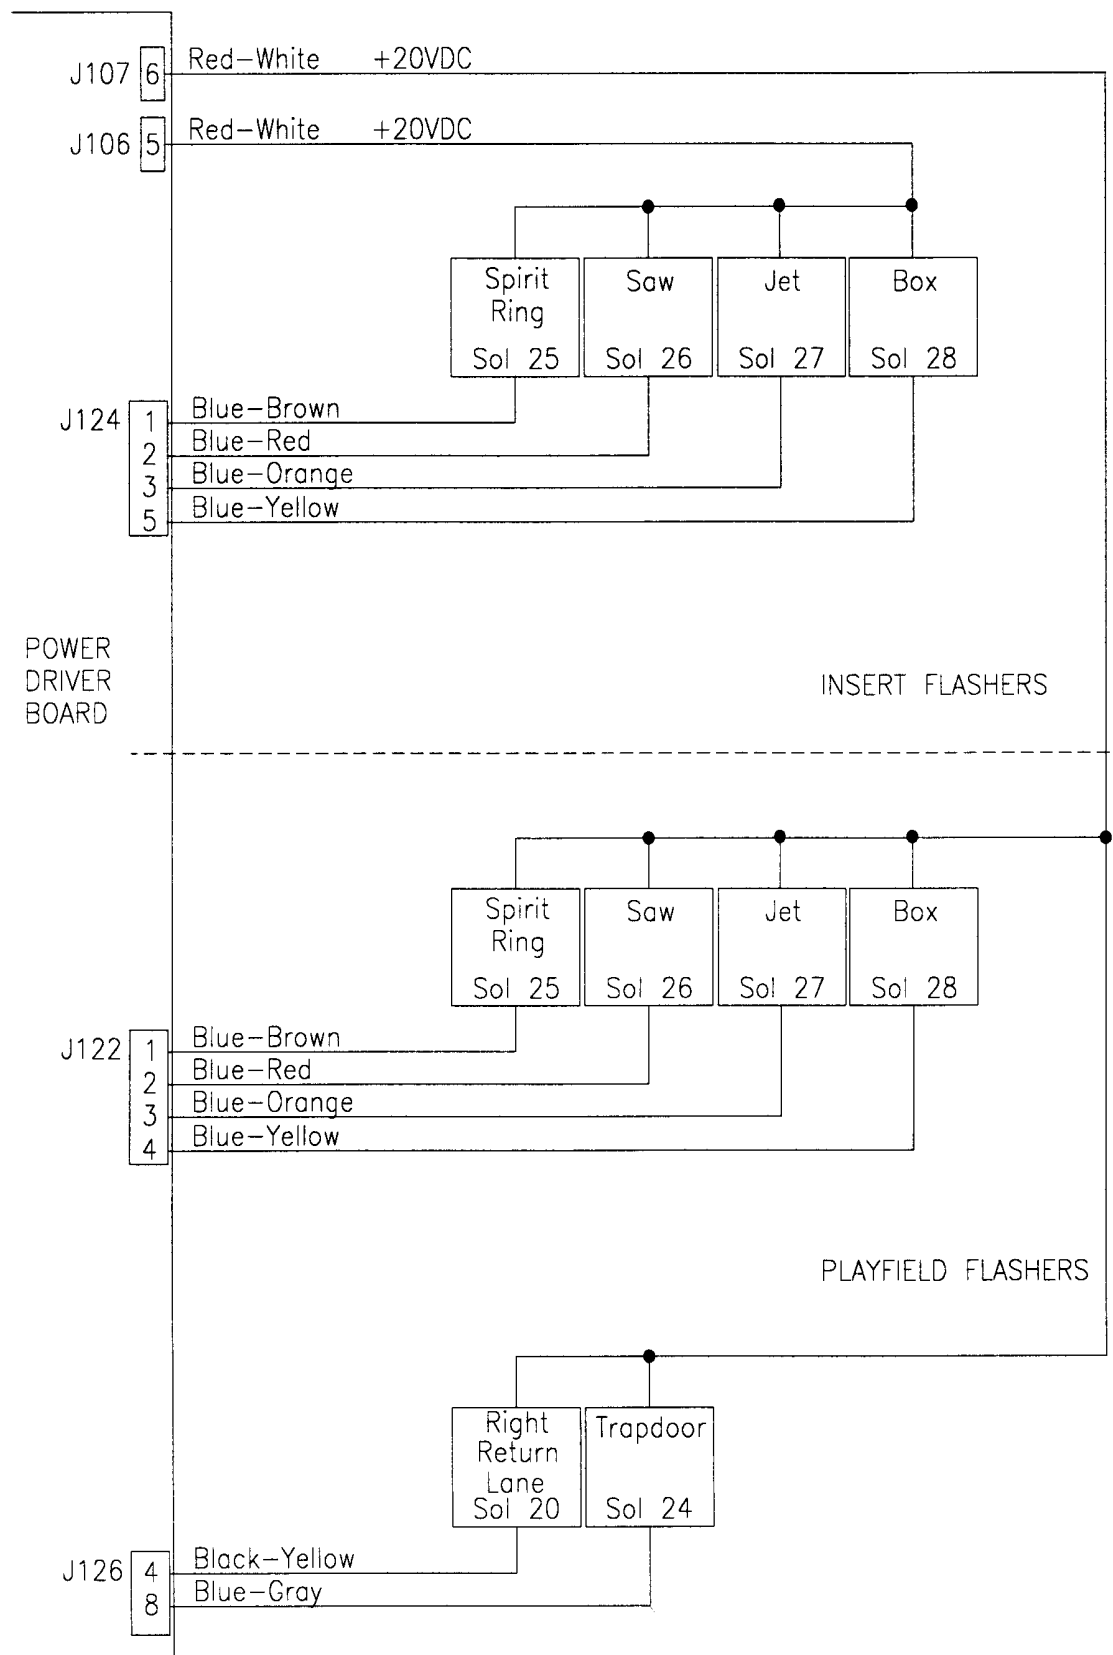 J107 6 Red-White +20VDC
J106 5 Red-White +20VDC
Spirit
Ring
Sol 25
Saw
Sol 26
Jet
Sol 27
Box
Sol 28
J124 1 Blue-Brown
2 Blue-Red
3 Blue-Orange
5 Blue-Yellow
POWER
DRIVER
BOARD
INSERT FLASHERS
Spirit
Ring
Sol 25
Saw
Sol 26
Jet
Sol 27
Box
Sol 28
J122 1 Blue-Brown
2 Blue-Red
3 Blue-Orange
4 Blue-Yellow
PLAYFIELD FLASHERS
Right
Return
Lane
Sol 20
Trapdoor
Sol 24
J126 4 Black-Yellow
8 Blue-Gray